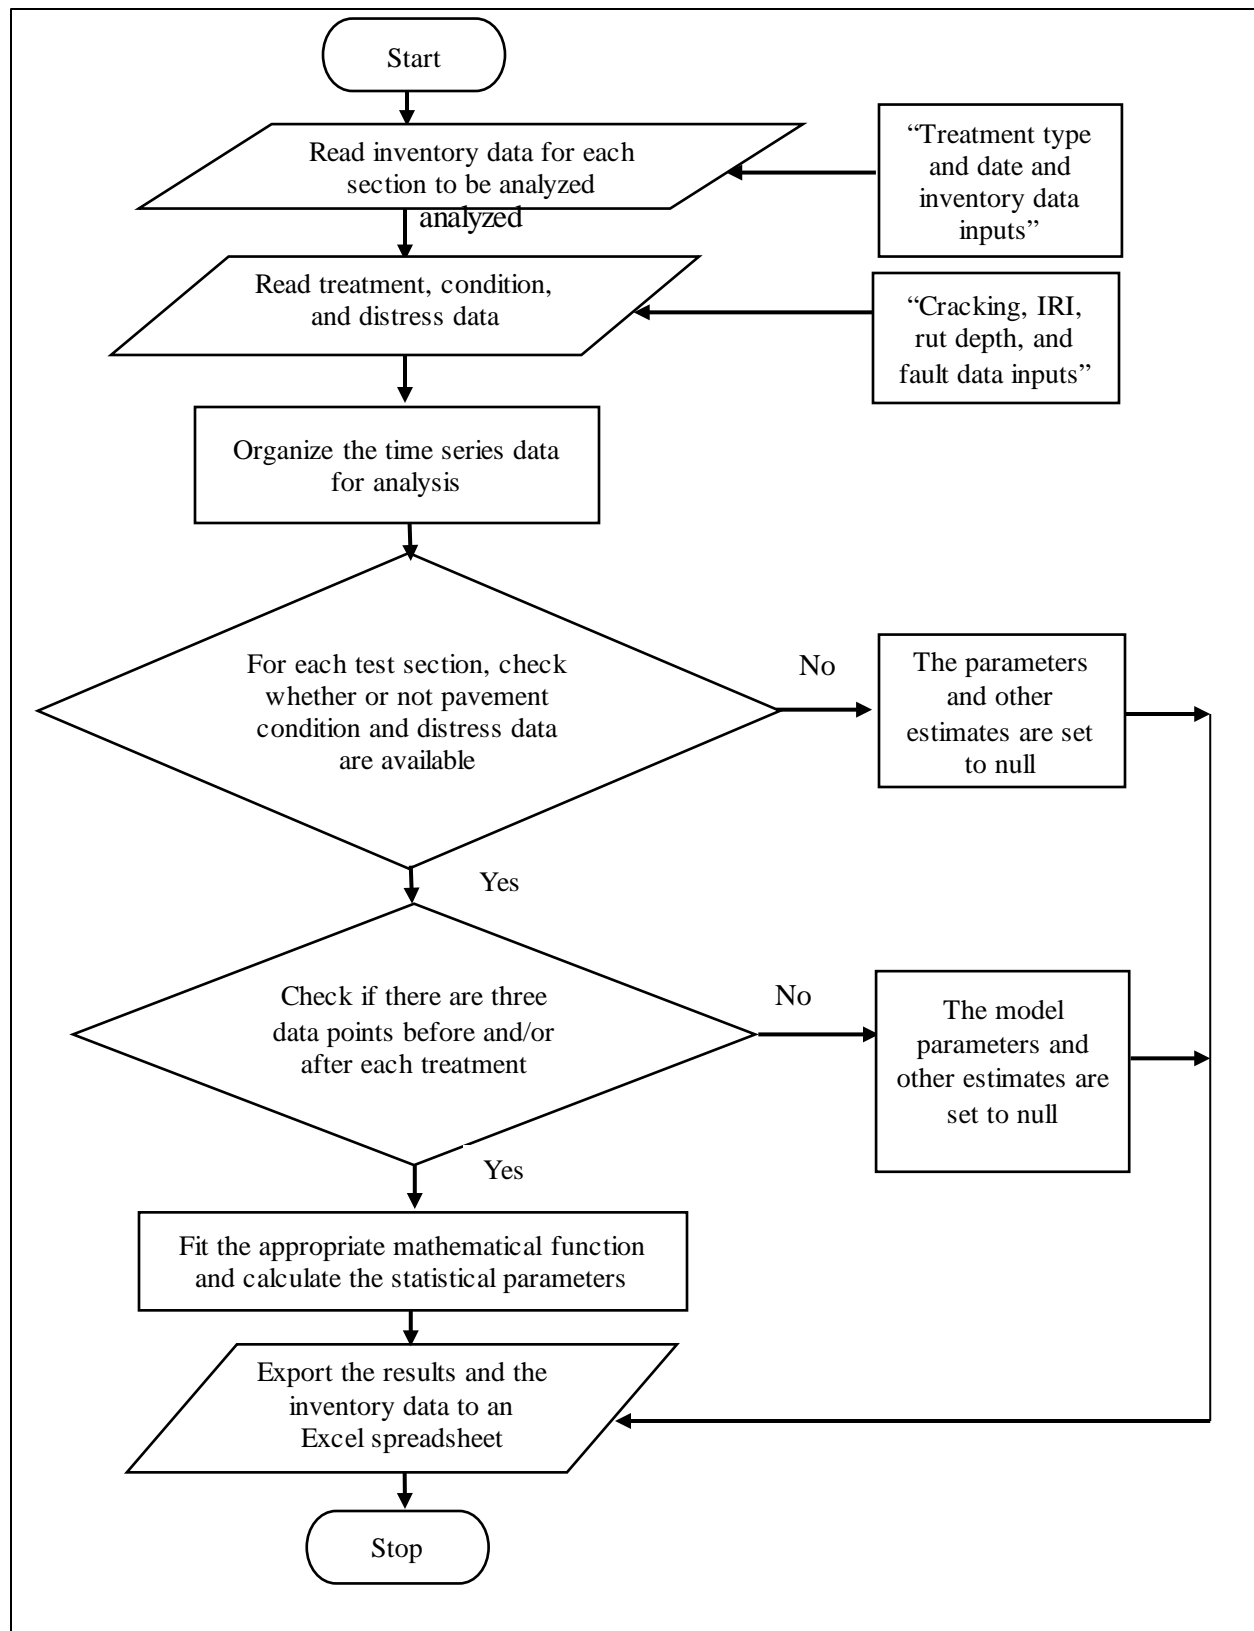 Start
Read inventory data for each
section to be analyzed
analyzed
“Treatment type
and date and
inventory data
inputs”
Read treatment, condition,
and distress data
“Cracking, IRI,
rut depth, and
fault data inputs”
Organize the time series data
for analysis
For each test section, check
whether or not pavement
condition and distress data
are available
No
The parameters
and other
estimates are set
to null
Yes
Check if there are three
data points before and/or
after each treatment
No
The model
parameters and
other estimates are
set to null
Yes
Fit the appropriate mathematical function
and calculate the statistical parameters
Export the results and the
inventory data to an
Excel spreadsheet
Stop